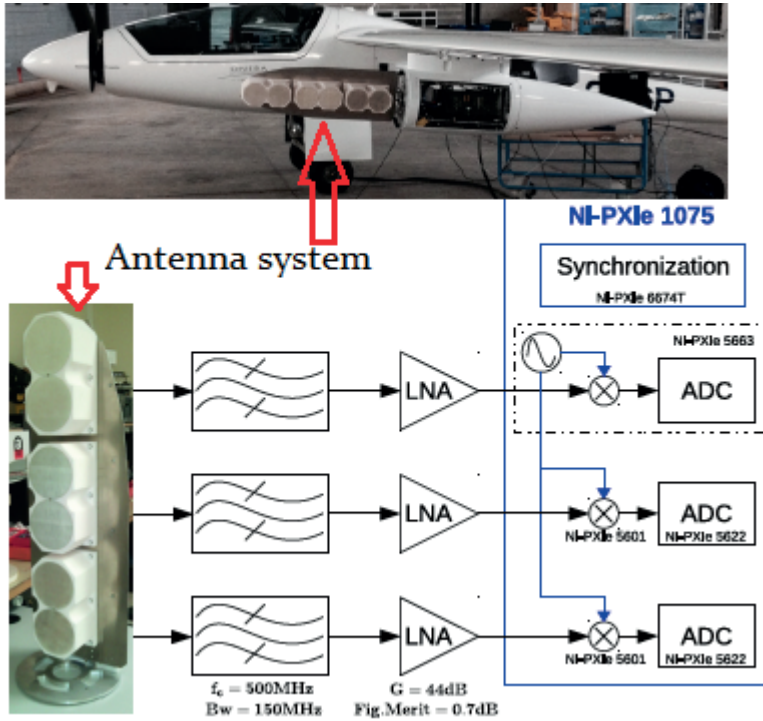 NI-PXIe 1075
Antenna system
Synchronization
NI-PXIe 6674T
NI-PXIe 5663
LNA
ADC
LNA
ADC
NI-PXIe 5601
NI-PXIe 5622
LNA
ADC
NI-PXIe 5601
NI-PXIe 5622
f₀ = 500MHz
G = 44dB
Bw = 150MHz
Fig.Merit = 0.7dB